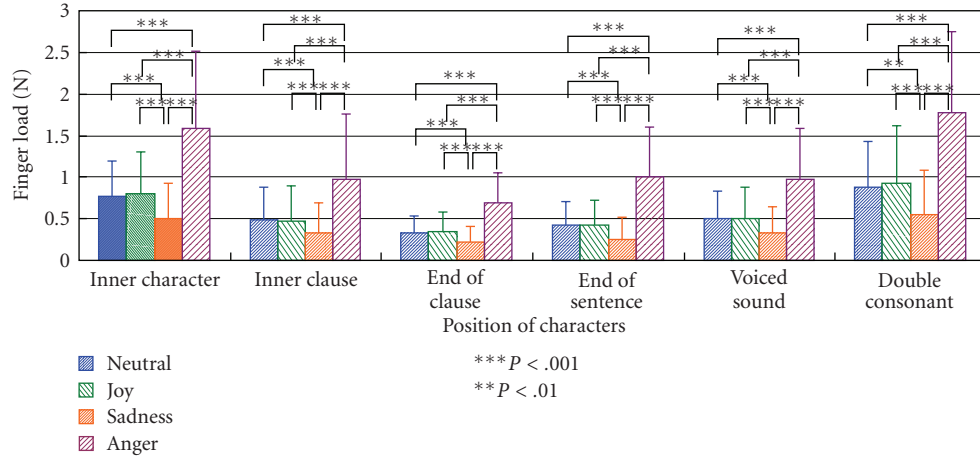 Finger load (N)
3
2.5
2
1.5
1
0.5
0
*** *** *** *** *** ***
*** *** *** *** *** ***
*** *** *** *** *** **
*** *** *** *** *** *** *** *** *** *** *** ***
Inner character Inner clause End of clause End of sentence Voiced sound Double consonant
Position of characters
Neutral
Joy
Sadness
Anger
***P < .001
**P < .01